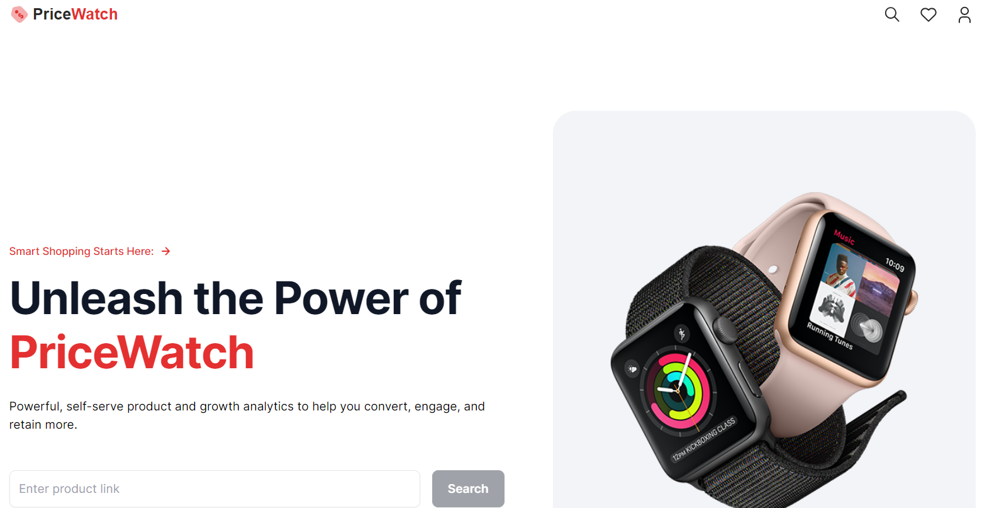 PriceWatch
Smart Shopping Starts Here:
Unleash the Power of
PriceWatch
Powerful, self-serve product and growth analytics to help you convert, engage, and
retain more.
Enter product link
Search
Music
10:09
Running Tunes
12PM KICKBOXING CLASS